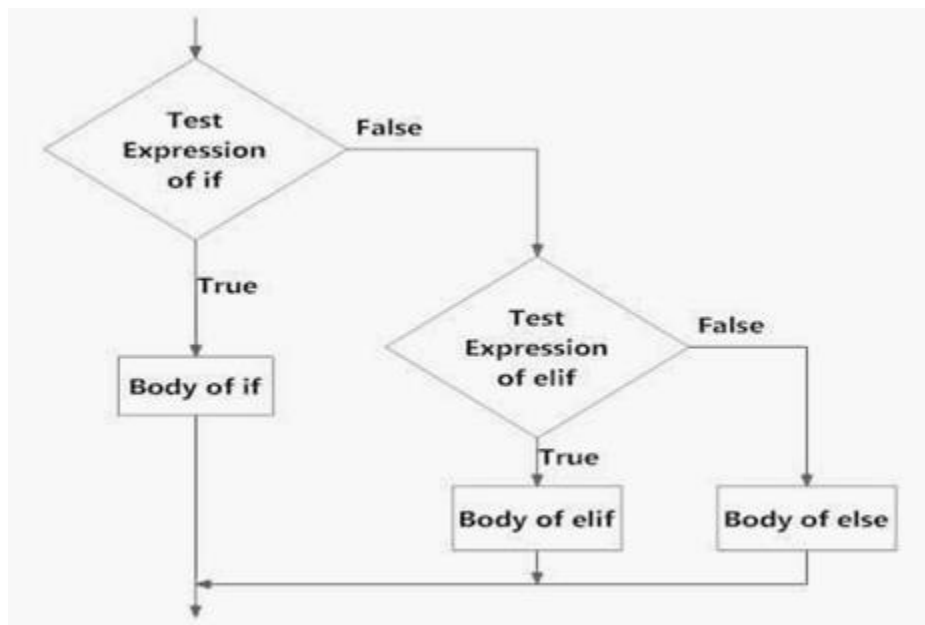 Test
Expression
of if
False
True
Body of if
Test
Expression
of elif
False
True
Body of elif
Body of else